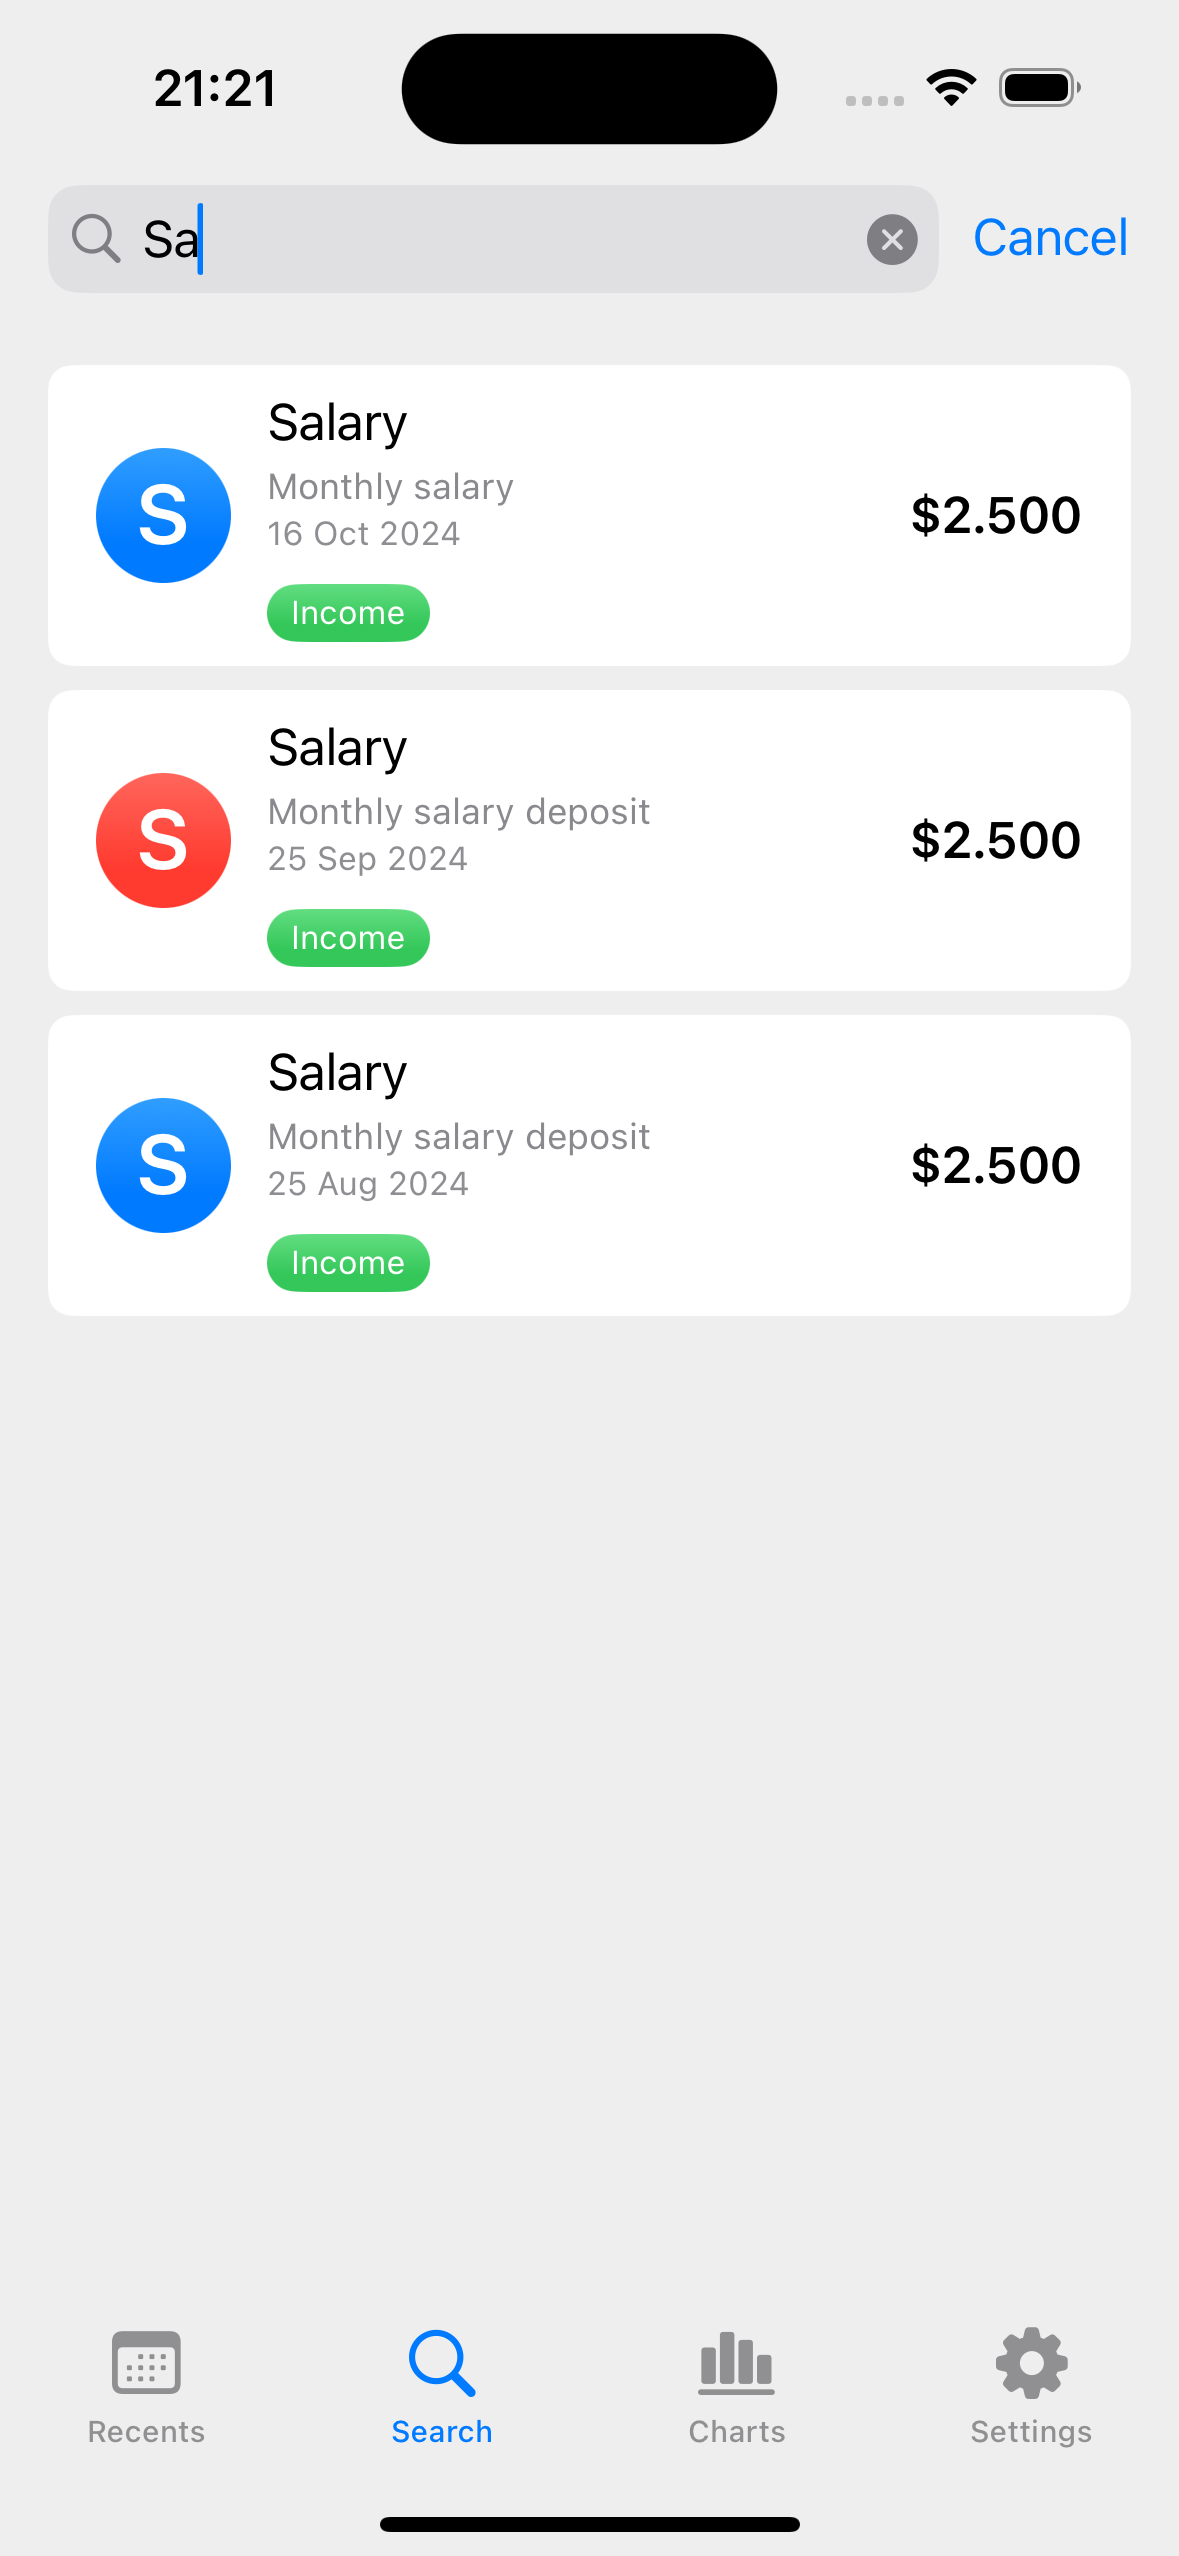 21:21
Sa
Cancel
Salary
Monthly salary
16 Oct 2024
Income
S
$2.500
Salary
Monthly salary deposit
25 Sep 2024
Income
S
$2.500
Salary
Monthly salary deposit
25 Aug 2024
Income
S
$2.500
Recents
Search
Charts
Settings